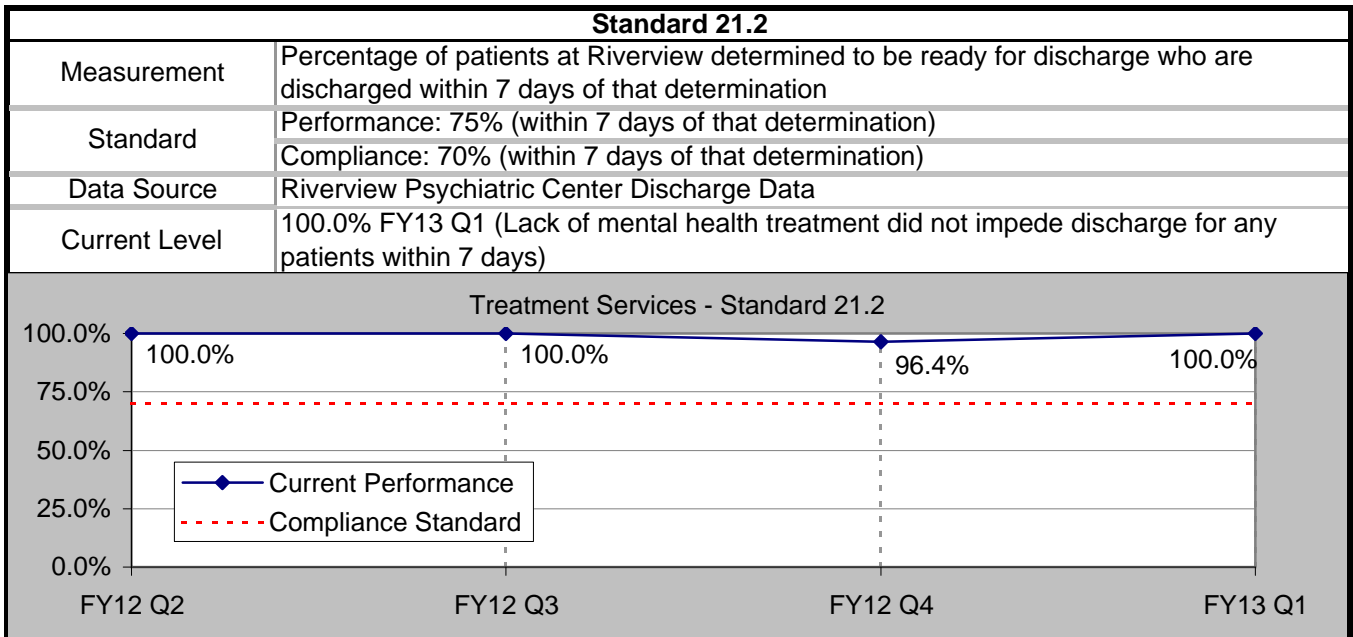 Standard 21.2
Measurement
Percentage of patients at Riverview determined to be ready for discharge who are
discharged within 7 days of that determination
Standard
Performance: 75% (within 7 days of that determination)
Compliance: 70% (within 7 days of that determination)
Data Source
Riverview Psychiatric Center Discharge Data
Current Level
100.0% FY13 Q1 (Lack of mental health treatment did not impede discharge for any
patients within 7 days)
Treatment Services - Standard 21.2
100.0%
75.0%
50.0%
25.0%
0.0%
100.0%
100.0%
96.4%
100.0%
Current Performance
Compliance Standard
FY12 Q2
FY12 Q3
FY12 Q4
FY13 Q1